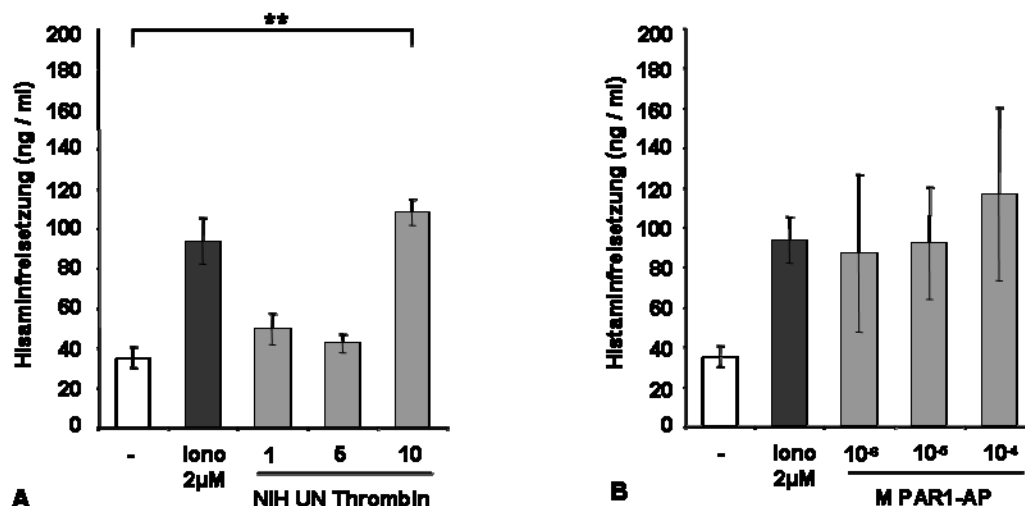 **
200
180
160
140
120
100
80
60
40
20
0
Hisaminfreisetzung (ng / ml)
- Iono 1 5 10
2µM
NIH UN Thrombin
A
200
180
160
140
120
100
80
60
40
20
0
Histaminfreisetzung (ng / ml)
- Iono 10⁻⁶ 10⁻⁵ 10⁻⁴
2µM
M PAR1-AP
B